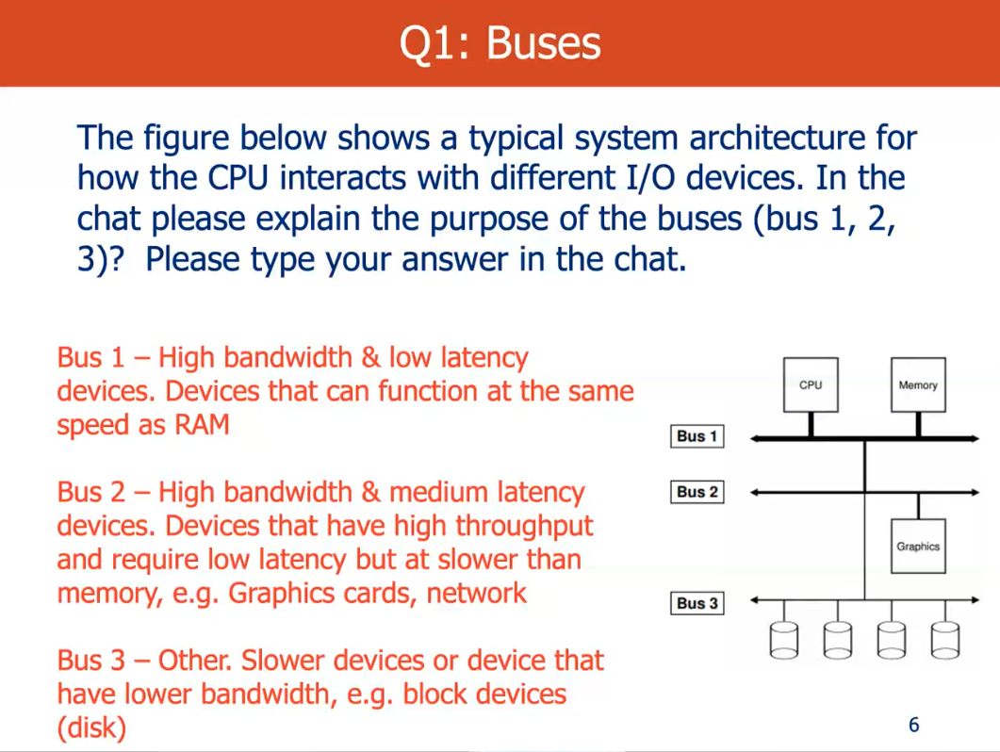 Q1: Buses
The figure below shows a typical system architecture for
how the CPU interacts with different I/O devices. In the
chat please explain the purpose of the buses (bus 1, 2,
3)?  Please type your answer in the chat.
Bus 1 – High bandwidth & low latency
devices. Devices that can function at the same
speed as RAM
Bus 2 – High bandwidth & medium latency
devices. Devices that have high throughput
and require low latency but at slower than
memory, e.g. Graphics cards, network
Bus 3 – Other. Slower devices or device that
have lower bandwidth, e.g. block devices
(disk)
CPU
Memory
Bus 1
Bus 2
Graphics
Bus 3
6